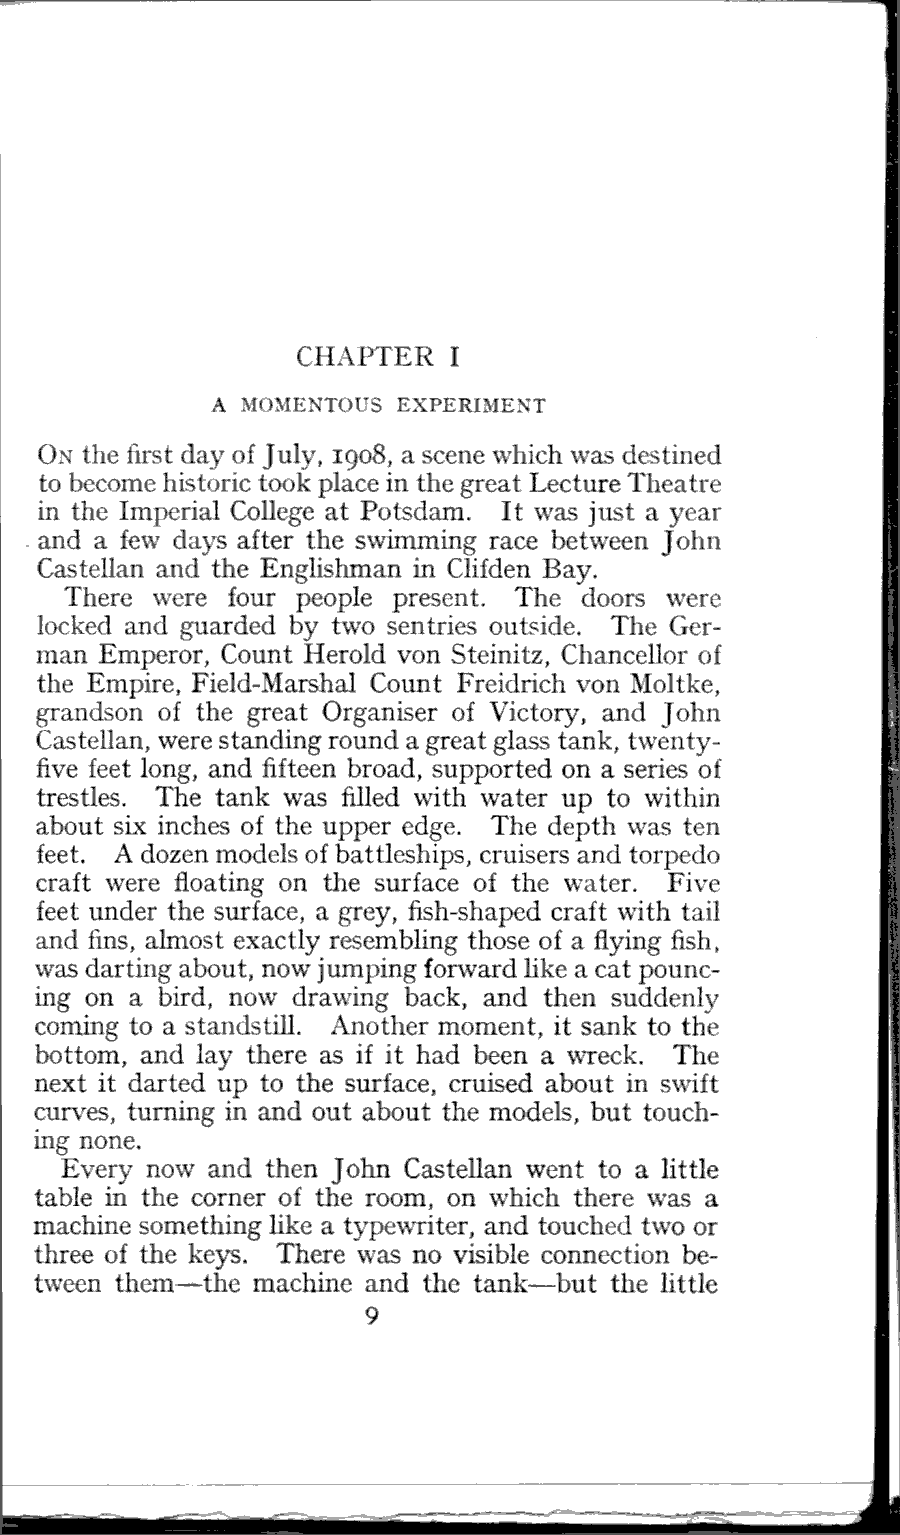 CHAPTER I
A MOMENTOUS EXPERIMENT
ON the first day of July, 1908, a scene which was destined
to become historic took place in the great Lecture Theatre
in the Imperial College at Potsdam. It was just a year
and a few days after the swimming race between John
Castellan and the Englishman in Clifden Bay.
There were four people present. The doors were
locked and guarded by two sentries outside. The Ger-
man Emperor, Count Herold von Steinitz, Chancellor of
the Empire, Field-Marshal Count Freidrich von Moltke,
grandson of the great Organiser of Victory, and John
Castellan, were standing round a great glass tank, twenty-
five feet long, and fifteen broad, supported on a series of
trestles. The tank was filled with water up to within
about six inches of the upper edge. The depth was ten
feet. A dozen models of battleships, cruisers and torpedo
craft were floating on the surface of the water. Five
feet under the surface, a grey, fish-shaped craft with tail
and fins, almost exactly resembling those of a flying fish,
was darting about, now jumping forward like a cat pounc-
ing on a bird, now drawing back, and then suddenly
coming to a standstill. Another moment, it sank to the
bottom, and lay there as if it had been a wreck. The
next it darted up to the surface, cruised about in swift
curves, turning in and out about the models, but touch-
ing none.
Every now and then John Castellan went to a little
table in the corner of the room, on which there was a
machine something like a typewriter, and touched two or
three of the keys. There was no visible connection be-
tween them—the machine and the tank—but the little
9